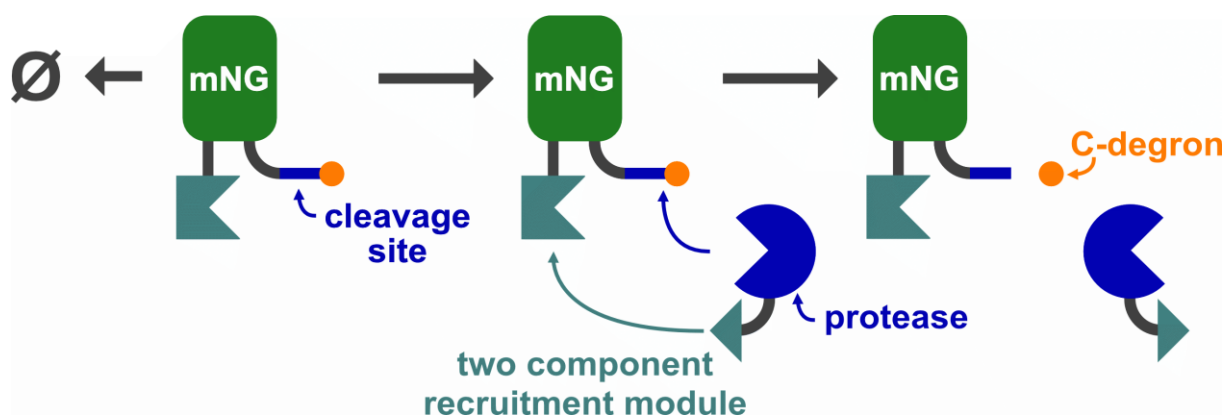 Ø
mNG
mNG
mNG
C-degron
cleavage
site
protease
two component
recruitment module